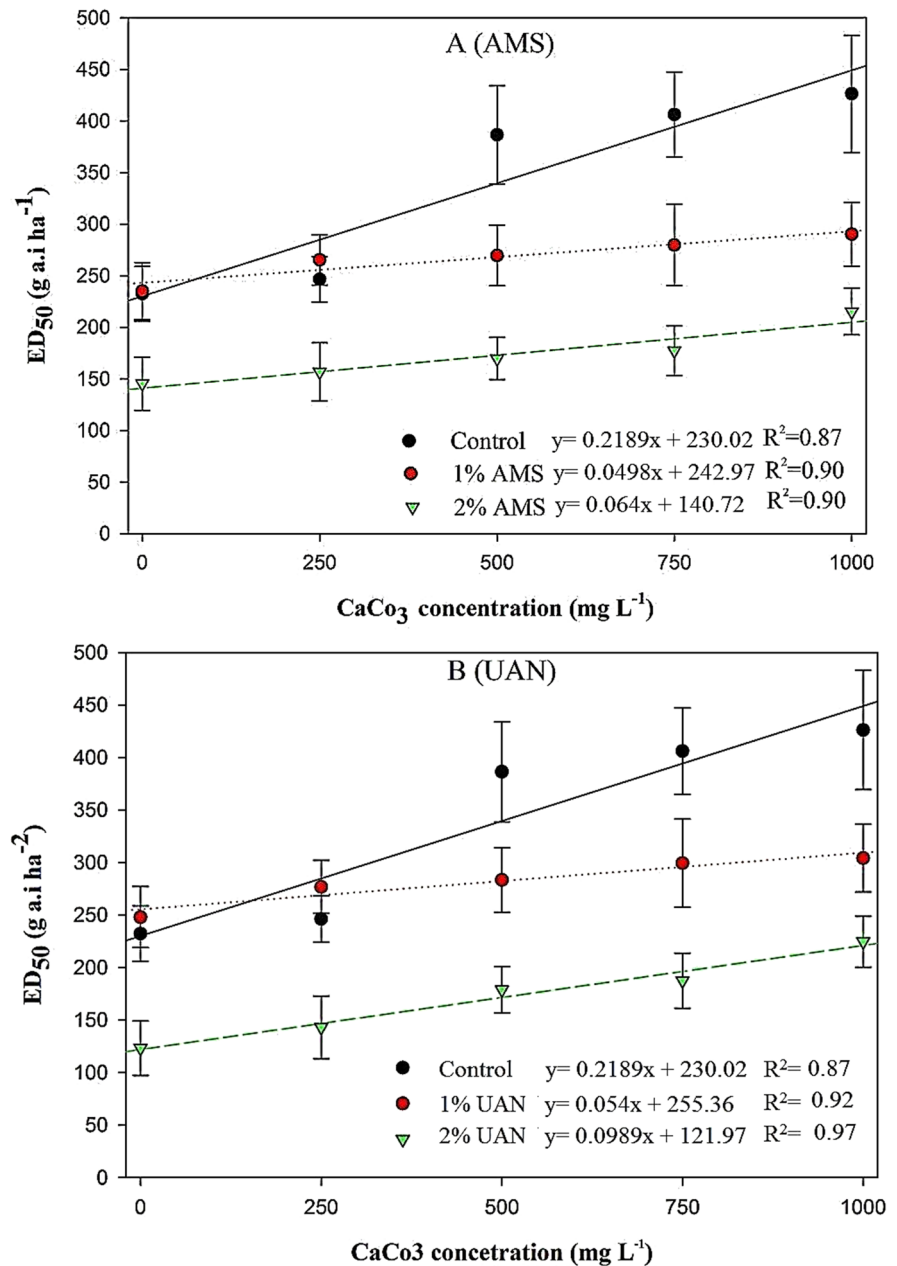 A (AMS)
500
450
400
350
300
250
200
150
100
50
0
ED50 (g a.i ha-1)
Control y= 0.2189x + 230.02 R²=0.87
1% AMS y= 0.0498x + 242.97 R²=0.90
2% AMS y= 0.064x + 140.72 R²=0.90
0 250 500 750 1000
CaCo3 concentration (mg L-1)
B (UAN)
500
450
400
350
300
250
200
150
100
50
0
ED50 (g a.i ha-2)
Control y= 0.2189x + 230.02 R²= 0.87
1% UAN y= 0.054x + 255.36 R²= 0.92
2% UAN y= 0.0989x + 121.97 R²= 0.97
0 250 500 750 1000
CaCo3 concetration (mg L-1)